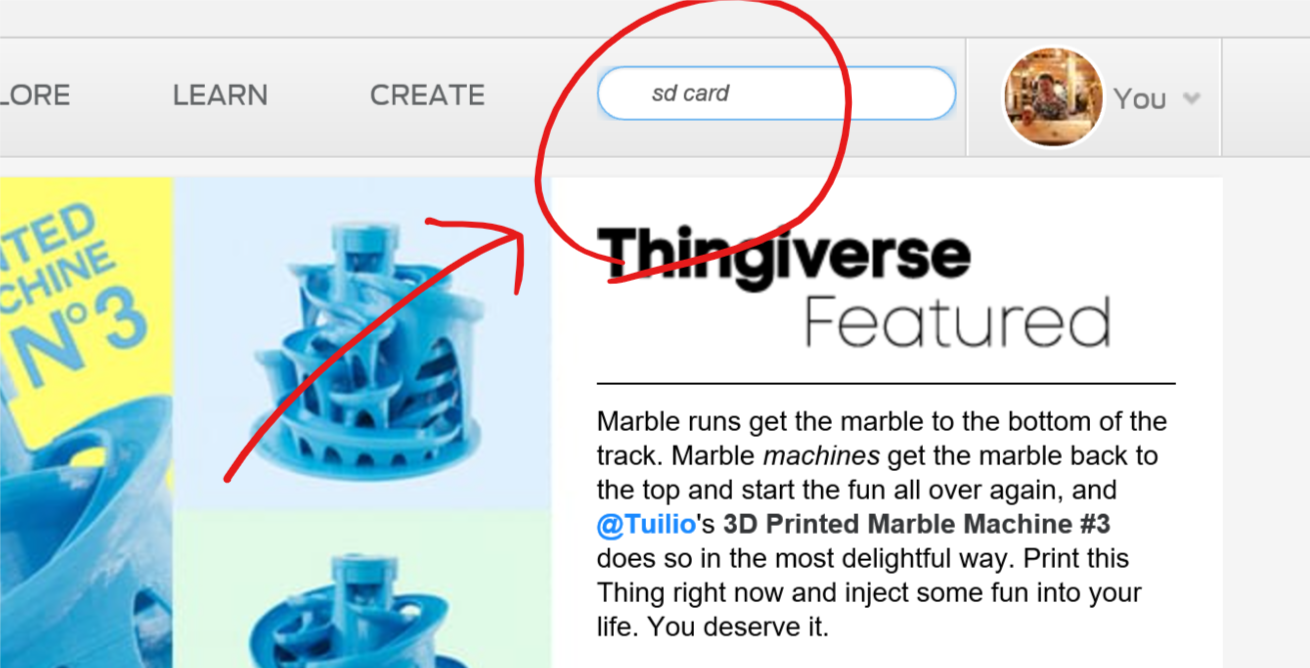 LORE LEARN CREATE sd card You
NTED
CHINE
N°3
Thingiverse
Featured
Marble runs get the marble to the bottom of the
track. Marble machines get the marble back to
the top and start the fun all over again, and
@Tuilio's 3D Printed Marble Machine #3
does so in the most delightful way. Print this
Thing right now and inject some fun into your
life. You deserve it.